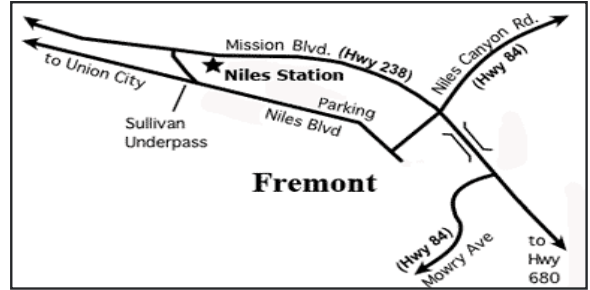 Mission Blvd. (Hwy 238)
Niles Canyon Rd.
(Hwy 84)
to Union City
Niles Station
Parking
Niles Blvd
Sullivan
Underpass
Fremont
(Hwy 84)
Mowry Ave
to
Hwy
680